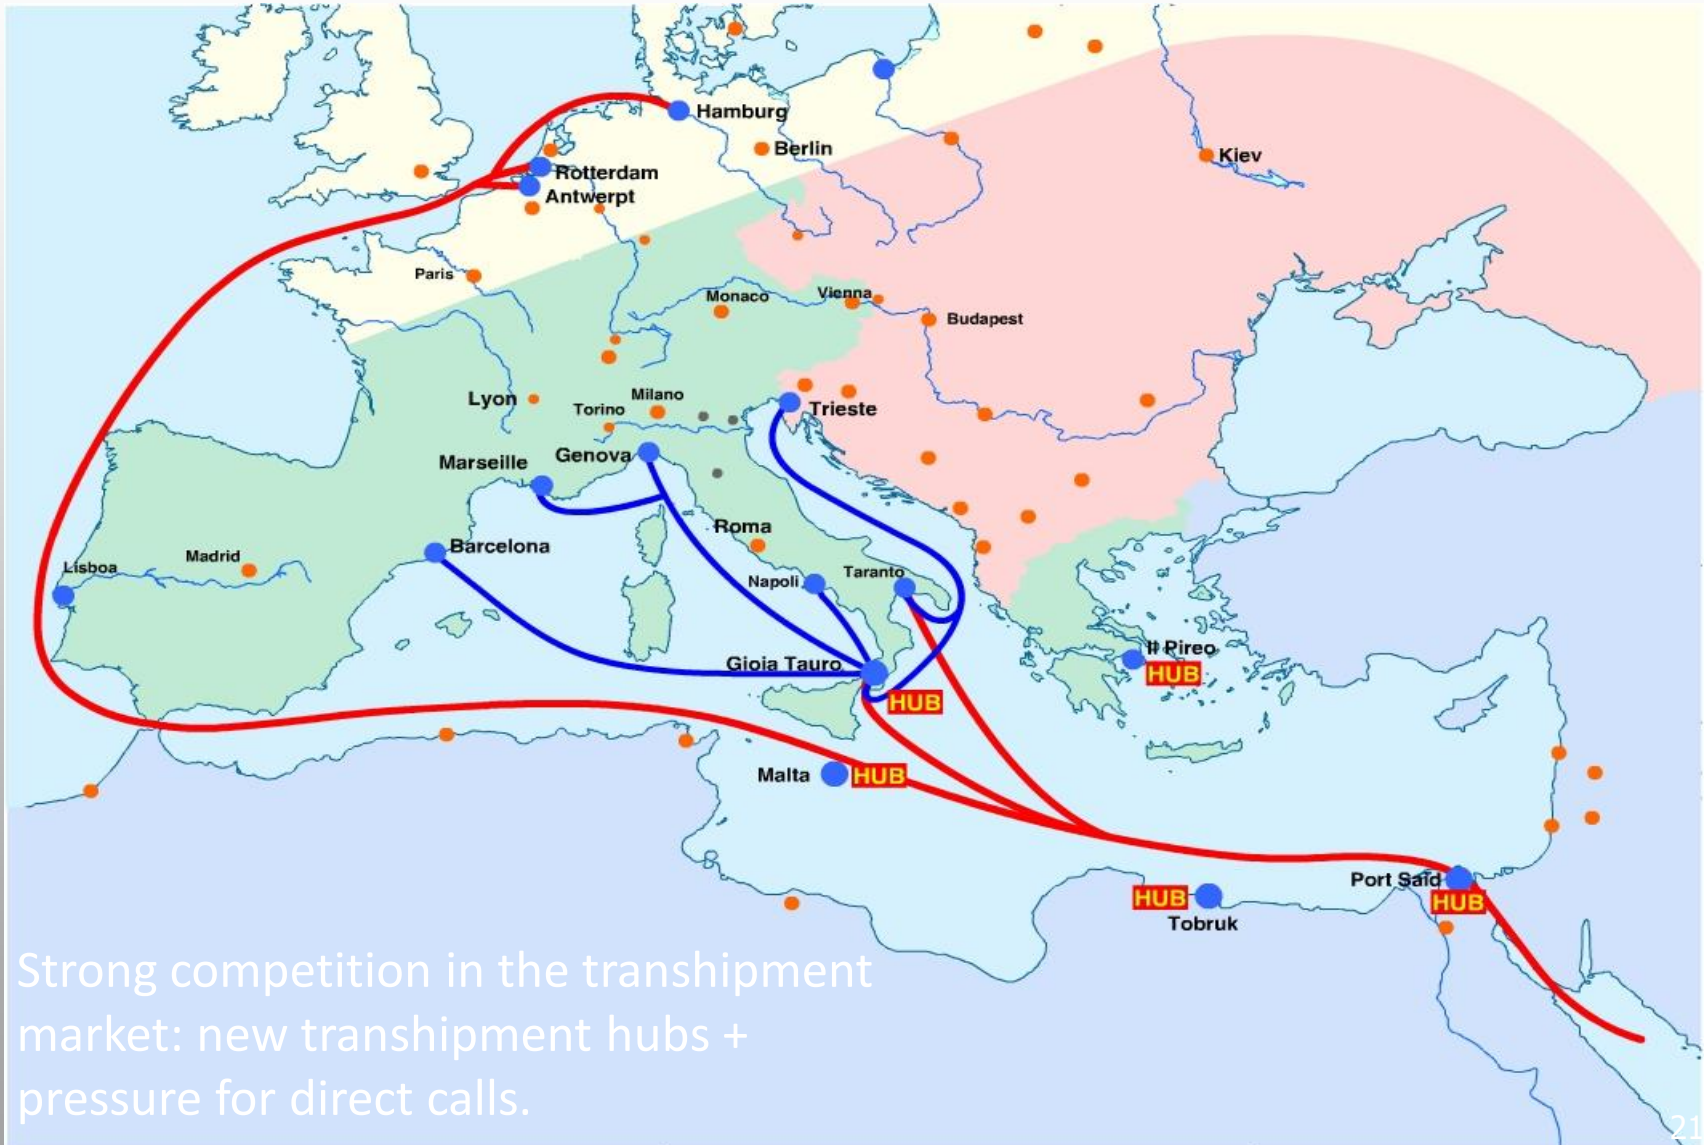 Hamburg
Berlin
Rotterdam
Antwerpt
Kiev
Paris
Monaco
Vienna
Budapest
Lyon
Milano
Torino
Trieste
Genova
Marseille
Roma
Barcelona
Madrid
Lisboa
Napoli
Taranto
Il Pireo
HUB
Gioia Tauro
HUB
Malta
HUB
Port Said
HUB
HUB
Tobruk
Strong competition in the transhipment
market: new transhipment hubs +
pressure for direct calls.
21